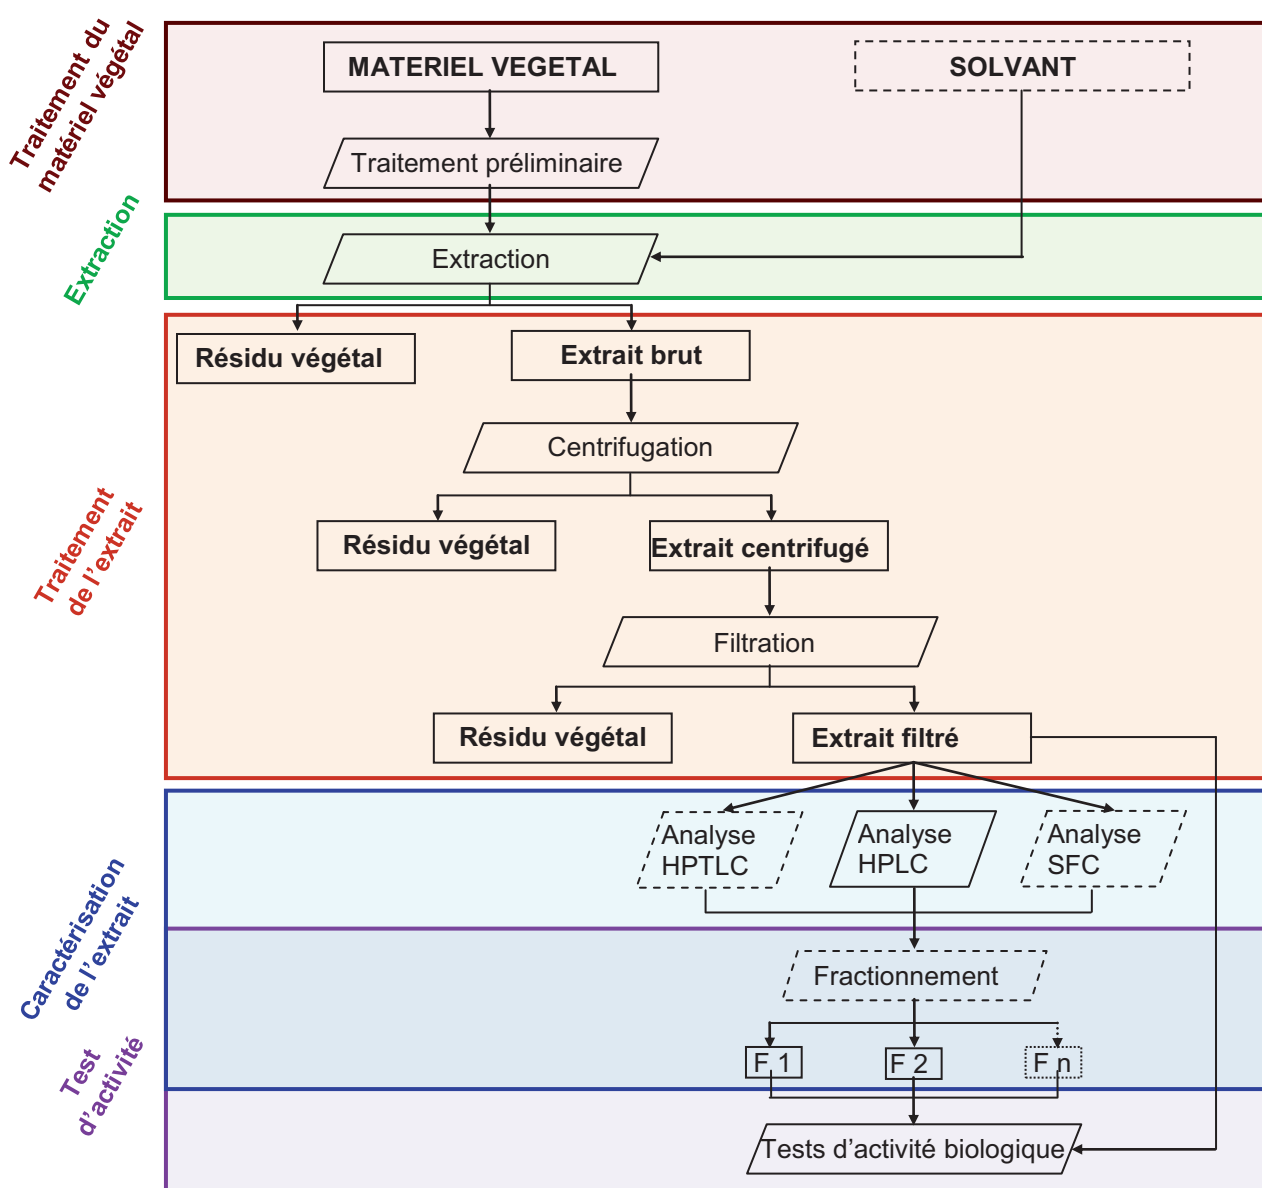 Traitement du
matériel végétal
MATERIEL VEGETAL
SOLVANT
Traitement préliminaire
Extraction
Extraction
Traitement
de l'extrait
Résidu végétal
Extrait brut
Centrifugation
Résidu végétal
Extrait centrifugé
Filtration
Résidu végétal
Extrait filtré
Caractérisation
de l'extrait
Analyse
HPTLC
Analyse
HPLC
Analyse
SFC
Fractionnement
F 1
F 2
F n
Test
d'activité
Tests d'activité biologique